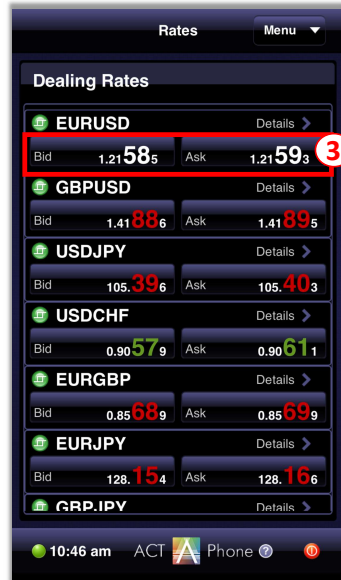 Rates Menu
Dealing Rates
EURUSD Details
Bid 1.21585 Ask 1.21593
3
GBPUSD Details
Bid 1.41886 Ask 1.41895
USDJPY Details
Bid 105.396 Ask 105.403
USDCHF Details
Bid 0.90579 Ask 0.90611
EURGBP Details
Bid 0.85689 Ask 0.85699
EURJPY Details
Bid 128.154 Ask 128.166
GBPJPY Details
10:46 am ACT A Phone ?